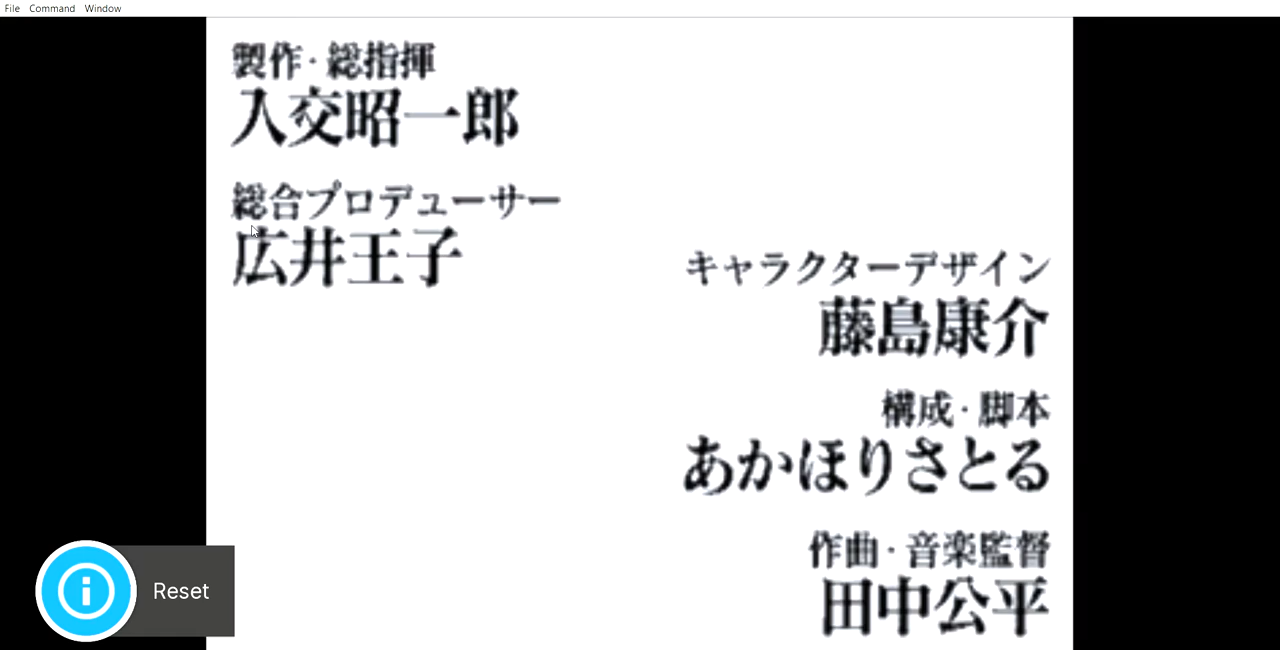 File Command Window
製作・総指揮
入交昭一郎
総合プロデューサー
広井王子
キャラクターデザイン
藤島康介
構成・脚本
あかほりさとる
作曲・音楽監督
田中公平
Reset